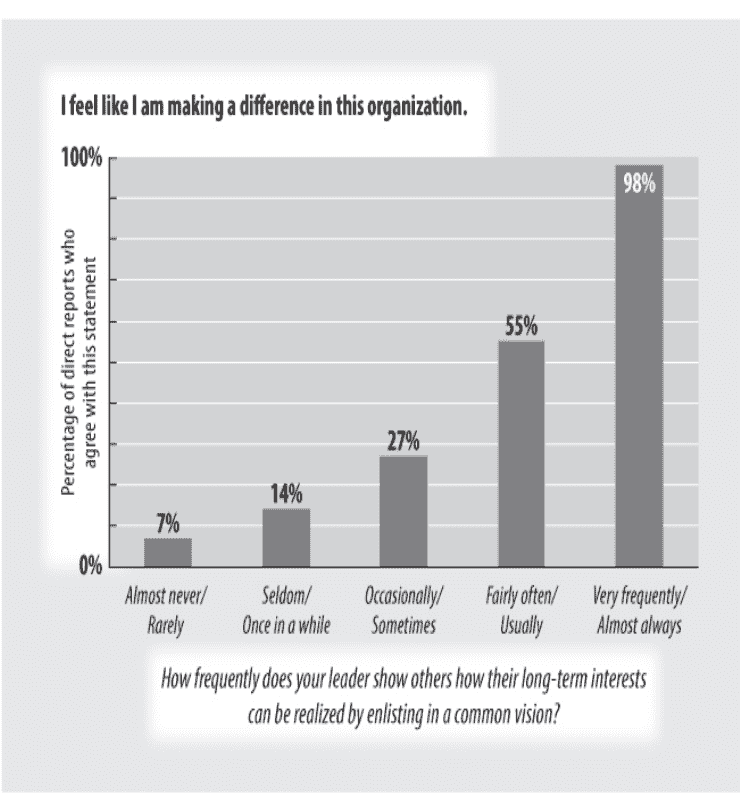 I feel like I am making a difference in this organization.
100%
98%
55%
27%
14%
7%
0%
Percentage of direct reports who
agree with this statement
Almost never/
Rarely
Seldom/
Once in a while
Occasionally/
Sometimes
Fairly often/
Usually
Very frequently/
Almost always
How frequently does your leader show others how their long-term interests
can be realized by enlisting in a common vision?